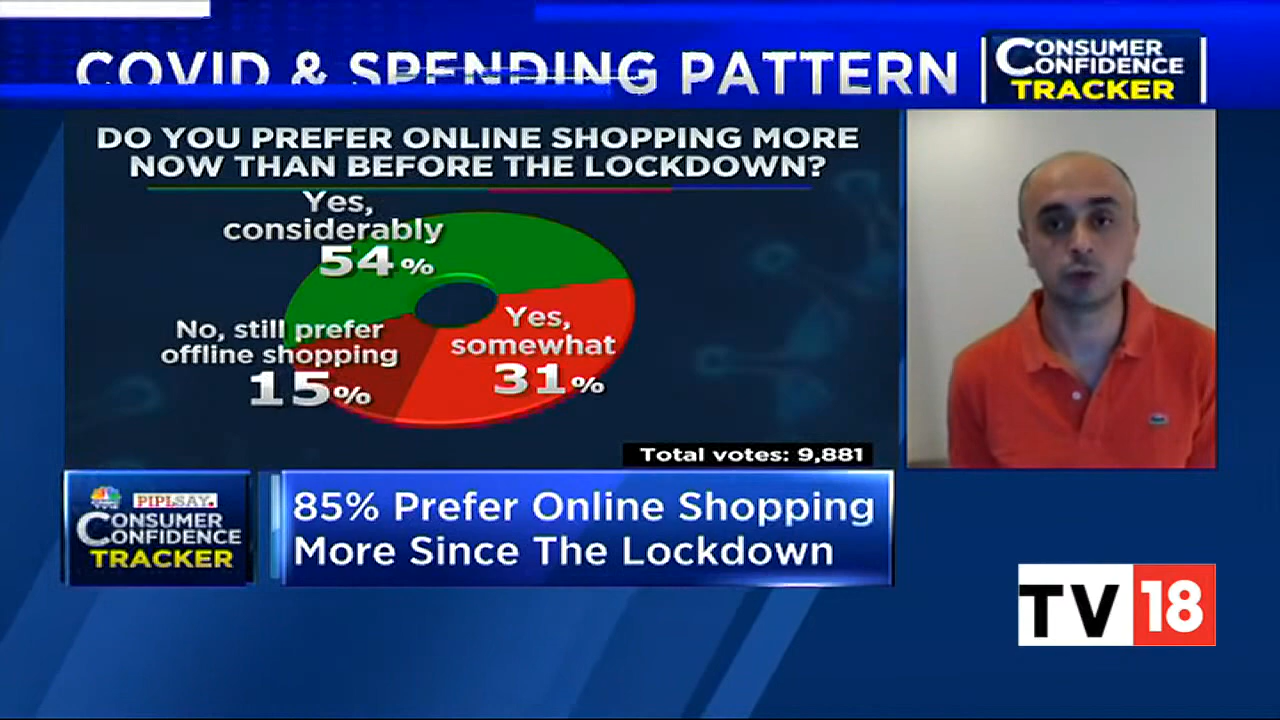 COVID & SPENDING PATTERN
CONSUMER
CONFIDENCE
TRACKER
DO YOU PREFER ONLINE SHOPPING MORE
NOW THAN BEFORE THE LOCKDOWN?
Yes,
considerably
54%
No, still prefer
offline shopping
15%
Yes,
somewhat
31%
Total votes: 9,881
PIPLSAY.
CONSUMER
CONFIDENCE
TRACKER
85% Prefer Online Shopping
More Since The Lockdown
TV 18